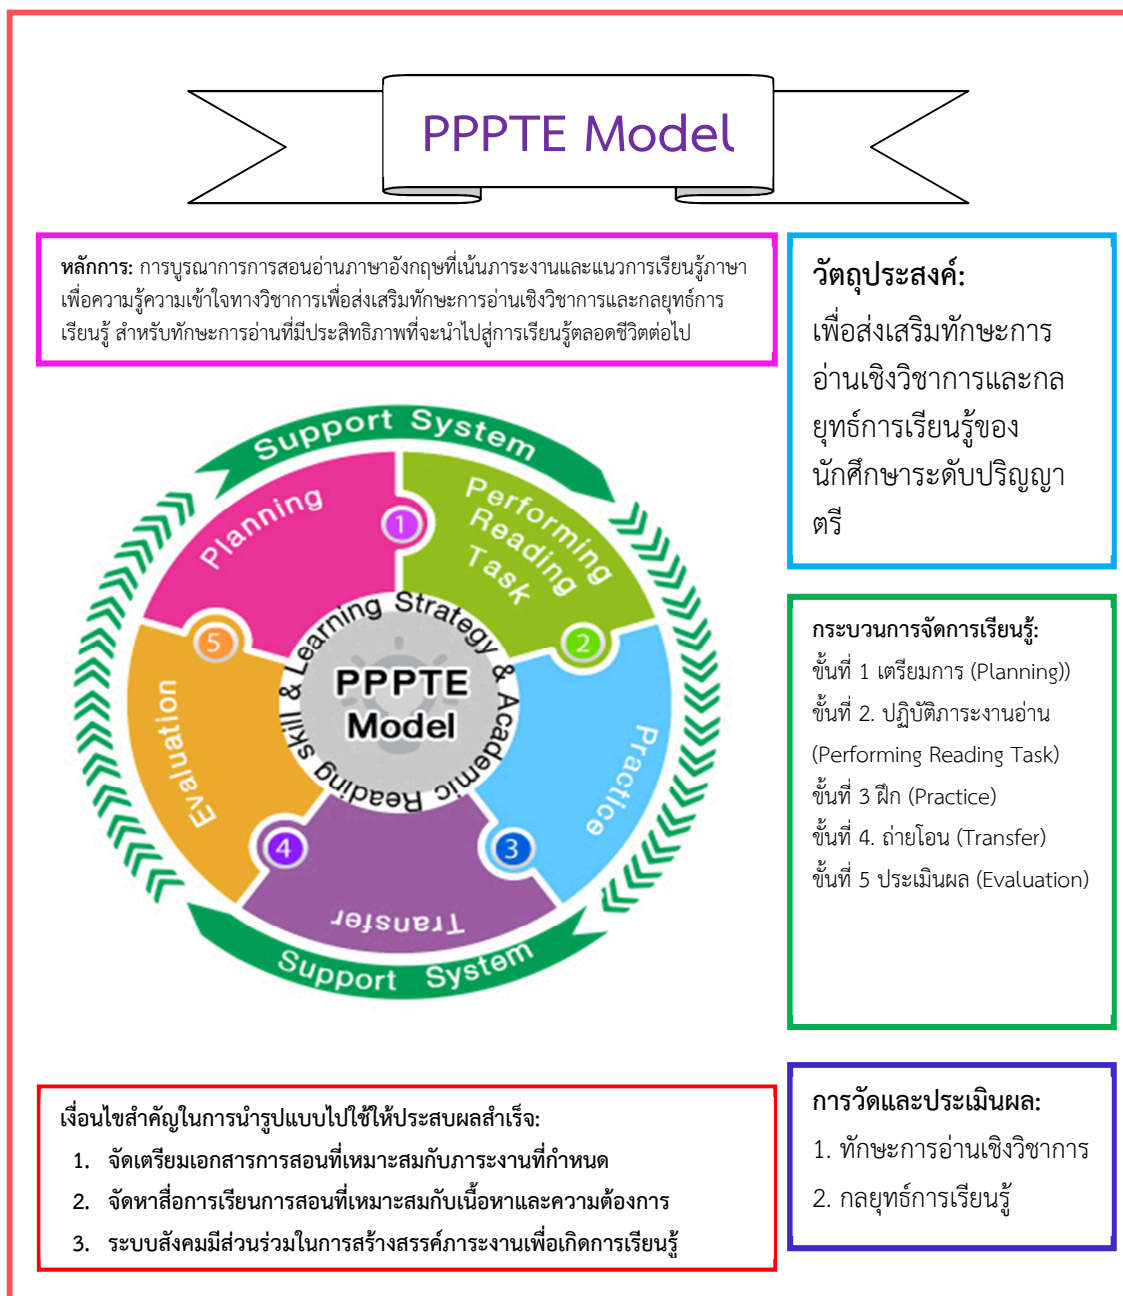 PPPTE Model
หลักการ: การบูรณาการการสอนอ่านภาษาอังกฤษที่เน้นภาระงานและแนวการเรียนรู้ภาษา
เพื่อความรู้ความเข้าใจทางวิชาการเพื่อส่งเสริมทักษะการอ่านเชิงวิชาการและกลยุทธ์การ
เรียนรู้ สำหรับทักษะการอ่านที่มีประสิทธิภาพที่จะนำไปสู่การเรียนรู้ตลอดชีวิตต่อไป
วัตถุประสงค์:
เพื่อส่งเสริมทักษะการ
อ่านเชิงวิชาการและกล
ยุทธ์การเรียนรู้ของ
นักศึกษาระดับปริญญา
ตรี
Support System
Planning
1
Performing
Reading
Task
2
Practice
3
Transfer
4
Evaluation
5
Learning Strategy & Academic Reading skill &
PPPTE
Model
Support System
กระบวนการจัดการเรียนรู้:
ขั้นที่ 1 เตรียมการ (Planning))
ขั้นที่ 2. ปฏิบัติภาระงานอ่าน
(Performing Reading Task)
ขั้นที่ 3 ฝึก (Practice)
ขั้นที่ 4. ถ่ายโอน (Transfer)
ขั้นที่ 5 ประเมินผล (Evaluation)
เงื่อนไขสำคัญในการนำรูปแบบไปใช้ให้ประสบผลสำเร็จ:
1. จัดเตรียมเอกสารการสอนที่เหมาะสมกับภาระงานที่กำหนด
2. จัดหาสื่อการเรียนการสอนที่เหมาะสมกับเนื้อหาและความต้องการ
3. ระบบสังคมมีส่วนร่วมในการสร้างสรรค์ภาระงานเพื่อเกิดการเรียนรู้
การวัดและประเมินผล:
1. ทักษะการอ่านเชิงวิชาการ
2. กลยุทธ์การเรียนรู้